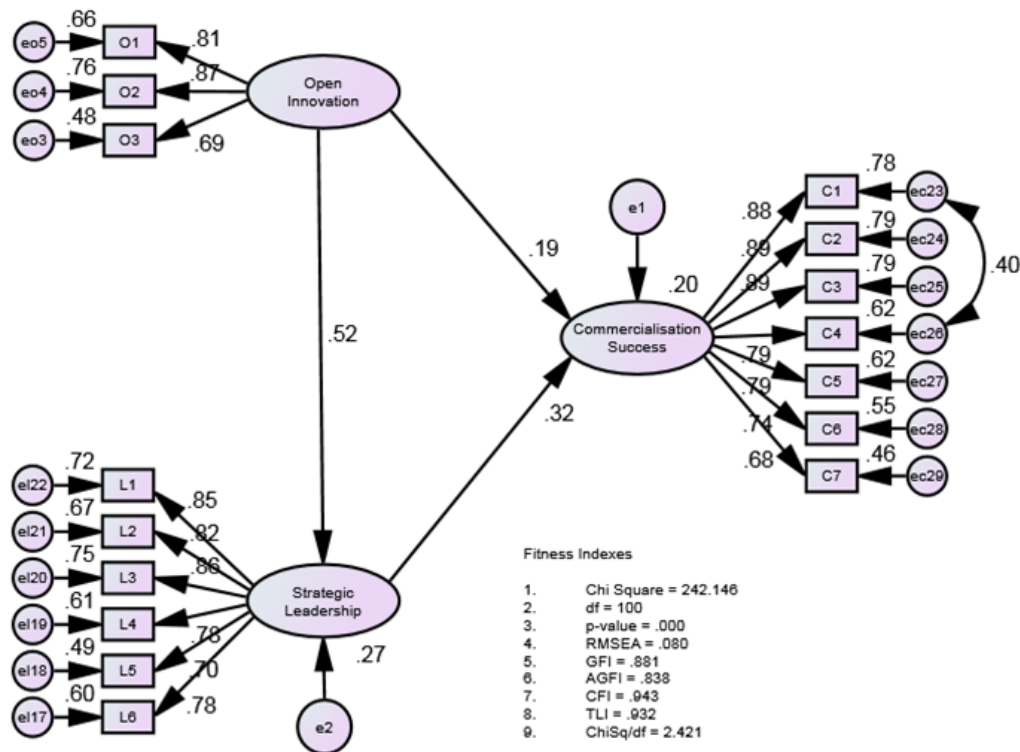 .66
eo5 O1 .81
.76
eo4 O2 .87
.48
eo3 O3 .69
Open
Innovation
.19
.52
.32
e1
.20
Commercialisation
Success
.88
.89
.89
.79
.79
.74
.68
.78
C1 ec23
.79
C2 ec24
.79
C3 ec25
.62
C4 ec26
.62
C5 ec27
.55
C6 ec28
.46
C7 ec29
.40
.72
el22 L1 .85
.67
el21 L2 .82
.75
el20 L3 .86
.61
el19 L4 .78
.49
el18 L5 .70
.60
el17 L6 .78
Strategic
Leadership
.27
e2
Fitness Indexes
1. Chi Square = 242.146
2. df = 100
3. p-value = .000
4. RMSEA = .080
5. GFI = .881
6. AGFI = .838
7. CFI = .943
8. TLI = .932
9. ChiSq/df = 2.421